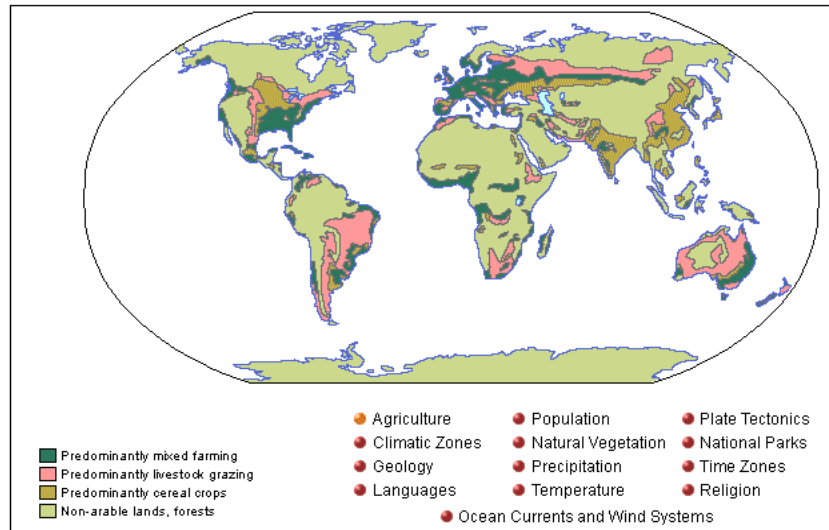 Agriculture
Population
Plate Tectonics
Climatic Zones
Natural Vegetation
National Parks
Geology
Precipitation
Time Zones
Languages
Temperature
Religion
Ocean Currents and Wind Systems
Predominantly mixed farming
Predominantly livestock grazing
Predominantly cereal crops
Non-arable lands, forests